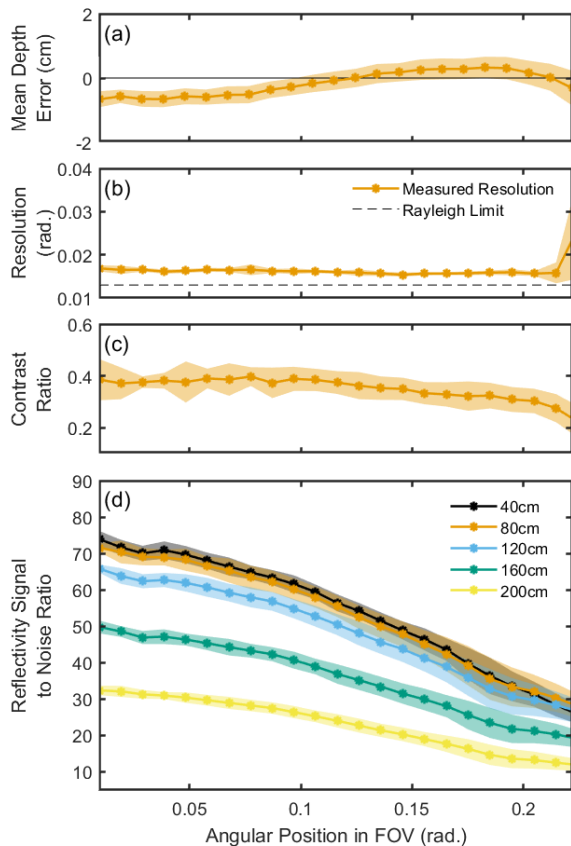 (a)
Mean Depth
Error (cm)
2
0
-2
(b)
Resolution
(rad.)
0.04
0.03
0.02
0.01
Measured Resolution
Rayleigh Limit
(c)
Contrast
Ratio
0.6
0.4
0.2
(d)
Reflectivity Signal
to Noise Ratio
90
80
70
60
50
40
30
20
10
40cm
80cm
120cm
160cm
200cm
0.05
0.1
0.15
0.2
Angular Position in FOV (rad.)